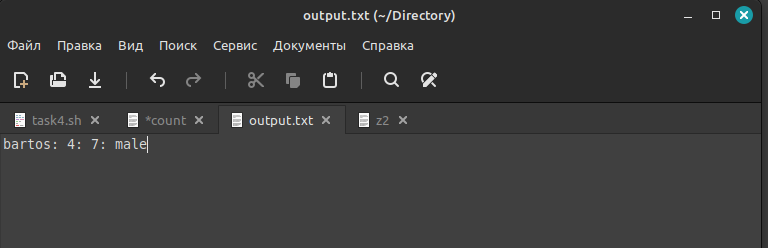 output.txt (~/Directory)
Файл Правка Вид Поиск Сервис Документы Справка
task4.sh *count output.txt z2
bartos: 4: 7: male